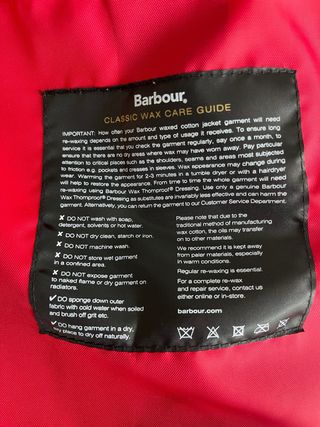 Barbour®
CLASSIC WAX CARE GUIDE
IMPORTANT: How often your Barbour waxed cotton jacket garment will need
re-waxing depends on the amount and type of usage it receives. To ensure long
service it is essential that you check the garment regularly, say once a month, to
ensure that there are no dry areas where wax may have worn away. Pay particular
attention to critical places such as the shoulders, seams and areas most subjected
to friction e.g. pockets and creases in sleeves. Wax appearance may change during
wear. Warming the garment for 2-3 minutes in a tumble dryer or with a hairdryer
will help to restore the appearance. From time to time the whole garment will need
re-waxing using Barbour Wax Thornproof® Dressing. Use only a genuine Barbour
Wax Thornproof® Dressing as substitutes are invariably less effective and can harm the
garment. Alternatively, you can return the garment to our Customer Service Department.
✗ DO NOT wash with soap,
detergent, solvents or hot water.
✗ DO NOT dry clean, starch or iron.
✗ DO NOT machine wash.
✗ DO NOT store wet garment
in a confined area.
✗ DO NOT expose garment
to naked flame or dry garment on
radiators.
✓ DO sponge down outer
fabric with cold water when soiled
and brush off grit etc.
✓ DO hang garment in a dry,
airy place to dry off naturally.
Please note that due to the
traditional method of manufacturing
wax cotton, the oils may transfer
on to other materials.
We recommend it is kept away
from paler materials, especially
in warm conditions.
Regular re-waxing is essential.
For a complete re-wax
and repair service, contact us
either online or in-store.
barbour.com